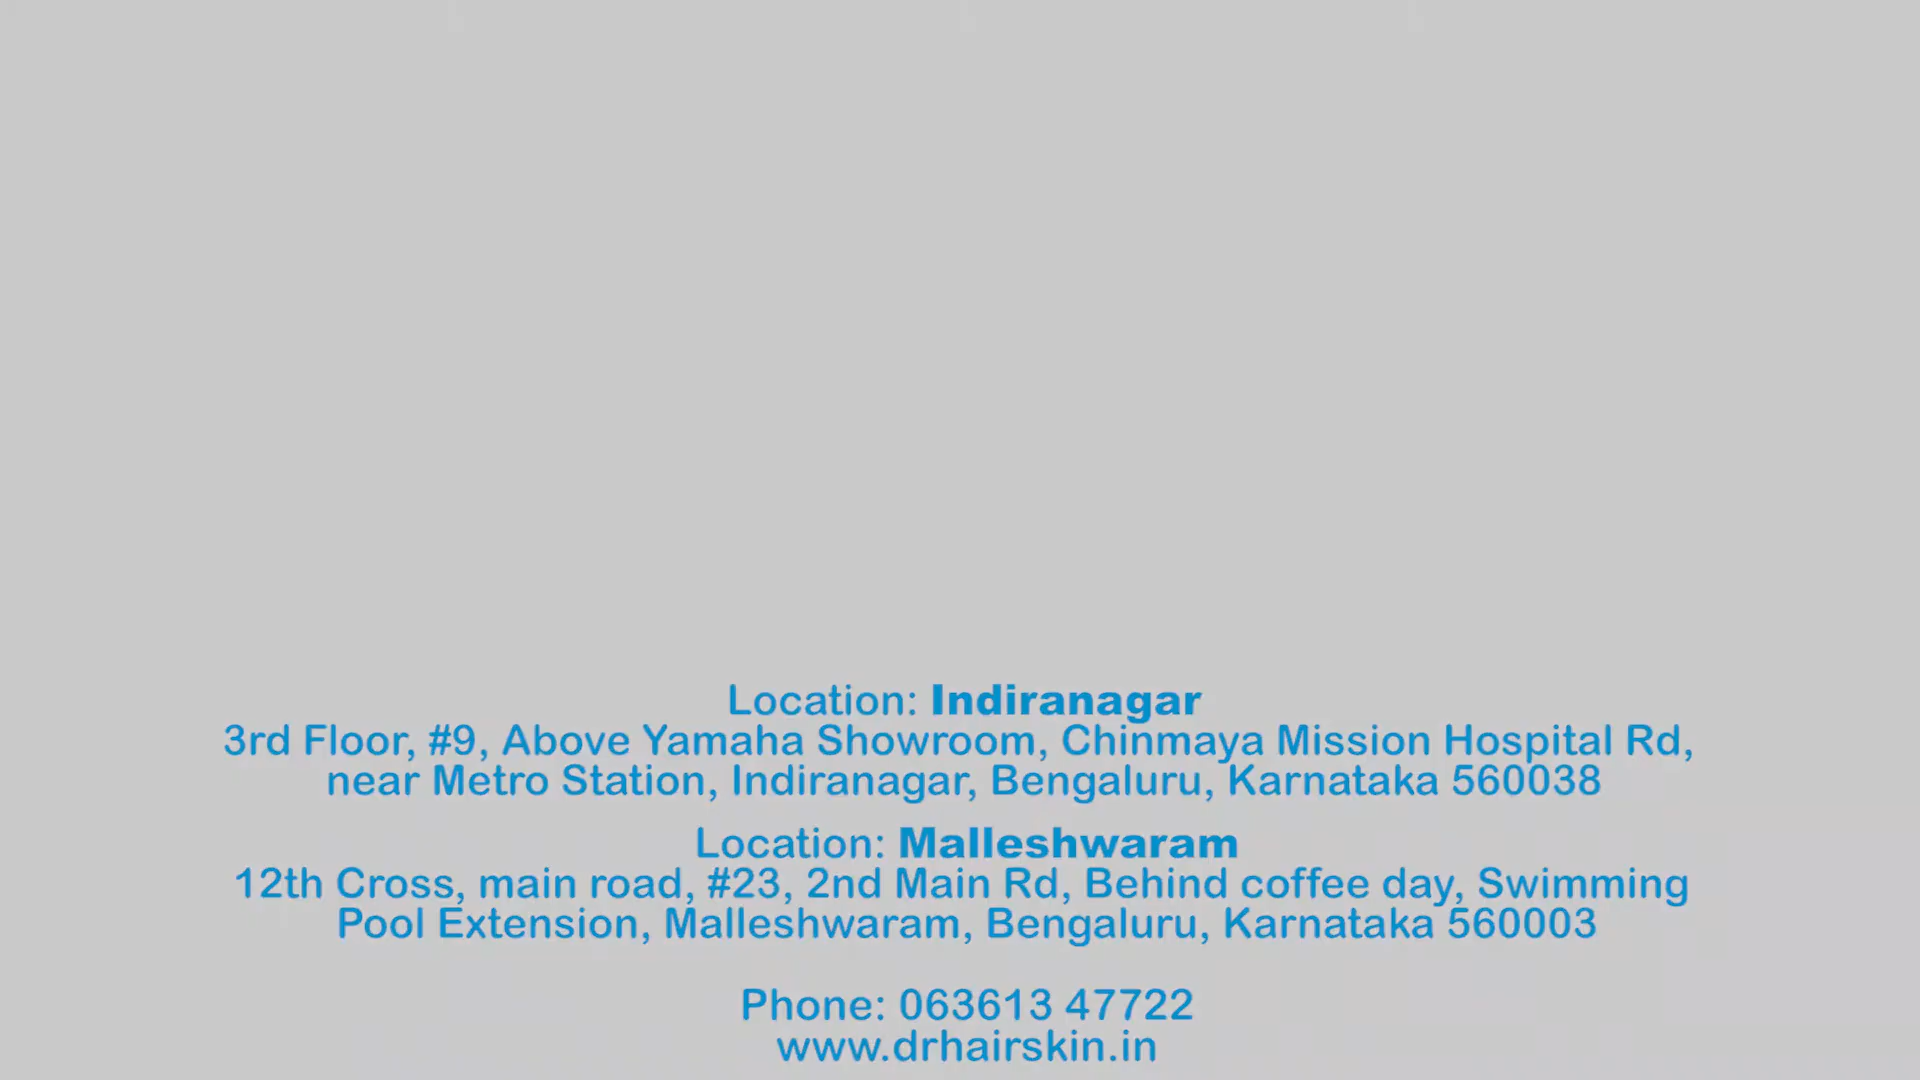 Location: Indiranagar
3rd Floor, #9, Above Yamaha Showroom, Chinmaya Mission Hospital Rd,
near Metro Station, Indiranagar, Bengaluru, Karnataka 560038
Location: Malleshwaram
12th Cross, main road, #23, 2nd Main Rd, Behind coffee day, Swimming
Pool Extension, Malleshwaram, Bengaluru, Karnataka 560003
Phone: 063613 47722
www.drhairskin.in